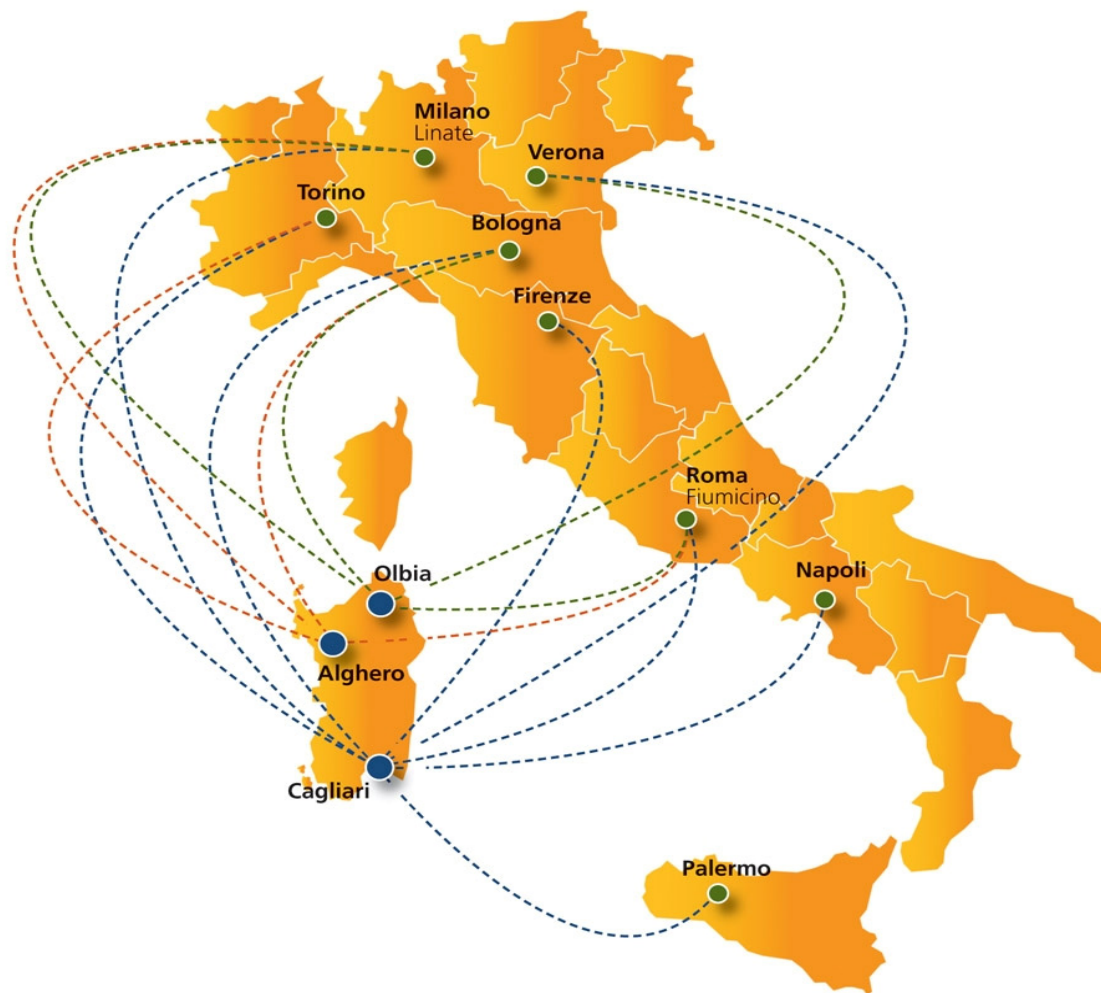 Milano
Linate
Verona
Torino
Bologna
Firenze
Roma
Fiumicino
Napoli
Olbia
Alghero
Cagliari
Palermo